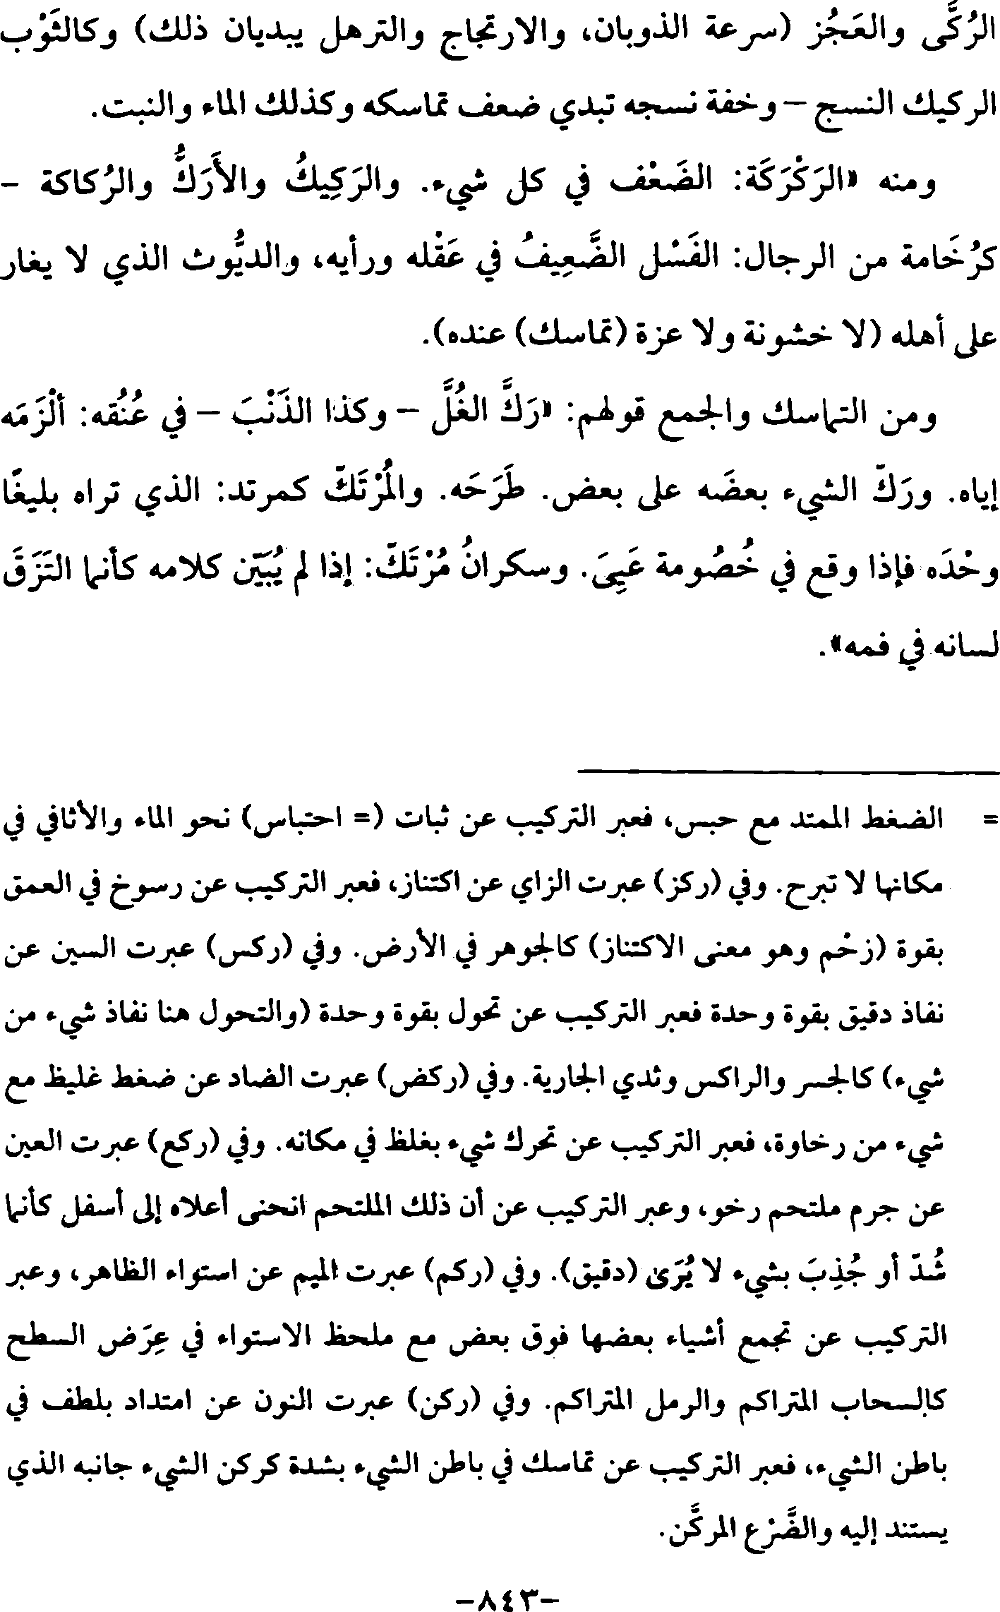 الرُكَّى والعَجُز (سرعة الذوبان، والارتجاج والترهل يبديان ذلك) وكالثَوْب
الركيك النسج – وخفة نسجه تبدي ضعف تماسكه وكذلك الماء والنبت.
ومنه «الرَكْرَكَة: الضَعْف في كل شيء. والرَكِيكُ والأَرَكُّ والرُكاكة –
كرُخَامة من الرجال: الفَسْل الضَّعِيفُ في عَقْله ورأيه، والديُّوث الذي لا يغار
على أهله (لا خشونة ولا عزة (تماسك) عنده).
ومن التماسك والجمع قولهم: «رَكَّ الغُلَّ – وكذا الذَنْبَ – في عُنُقه: ألْزَمَه
إياه. ورَكّ الشيء بعضَه على بعض. طَرَحَه. والمُرْتَكّ كمرتد: الذي تراه بليغًا
وحْدَه فإذا وقع في خُصُومة عَيِيَ. وسكرانُ مُرْتَكّ: إذا لم يُبَيّن كلامه كأنما التَزَقَ
لسانه في فمه».
= الضغط الممتد مع حبس، فعبر التركيب عن ثبات (= احتباس) نحو الماء والأثافي في
مكانها لا تبرح. وفي (ركز) عبرت الزاي عن اكتناز، فعبر التركيب عن رسوخ في العمق
بقوة (زخْم وهو معنى الاكتناز) كالجوهر في الأرض. وفي (ركس) عبرت السين عن
نفاذ دقيق بقوة وحدة فعبر التركيب عن تحول بقوة وحدة (والتحول هنا نفاذ شيء من
شيء) كالجسر والراكس وثدي الجارية. وفي (ركض) عبرت الضاد عن ضغط غليظ مع
شيء من رخاوة، فعبر التركيب عن تحرك شيء بغلظ في مكانه. وفي (ركع) عبرت العين
عن جرم ملتحم رخو، وعبر التركيب عن أن ذلك الملتحم انحنى أعلاه إلى أسفل كأنما
شُدّ أو جُذِبَ بشيء لا يُرَىٰ (دقيق). وفي (ركم) عبرت الميم عن استواء الظاهر، وعبر
التركيب عن تجمع أشياء بعضها فوق بعض مع ملحظ الاستواء في عِرَض السطح
كالسحاب المتراكم والرمل المتراكم. وفي (ركن) عبرت النون عن امتداد بلطف في
باطن الشيء، فعبر التركيب عن تماسك في باطن الشيء بشدة كركن الشيء جانبه الذي
يستند إليه والضَّرْع المركَّن.
-٨٤٣-